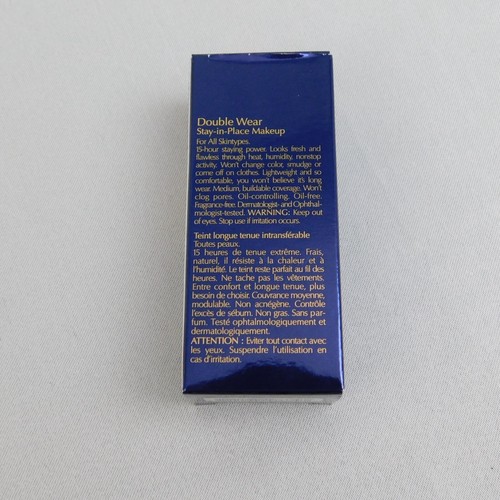 Double Wear
Stay-in-Place Makeup
For All Skintypes.
15-hour staying power. Looks fresh and
flawless through heat, humidity, nonstop
activity. Won't change color, smudge or
come off on clothes. Lightweight and so
comfortable, you won't believe it's long
wear. Medium, buildable coverage. Won't
clog pores. Oil-controlling. Oil-free.
Fragrance-free. Dermatologist- and Ophthal-
mologist-tested. WARNING: Keep out
of eyes. Stop use if irritation occurs.
Teint longue tenue intransférable
Toutes peaux.
15 heures de tenue extrême. Frais,
naturel, il résiste à la chaleur et à
l'humidité. Le teint reste parfait au fil des
heures. Ne tache pas les vêtements.
Entre confort et longue tenue, plus
besoin de choisir. Couvrance moyenne,
modulable. Non acnégène. Contrôle
l'excès de sébum. Non gras. Sans par-
fum. Testé ophtalmologiquement et
dermatologiquement.
ATTENTION : Eviter tout contact avec
les yeux. Suspendre l'utilisation en
cas d'irritation.